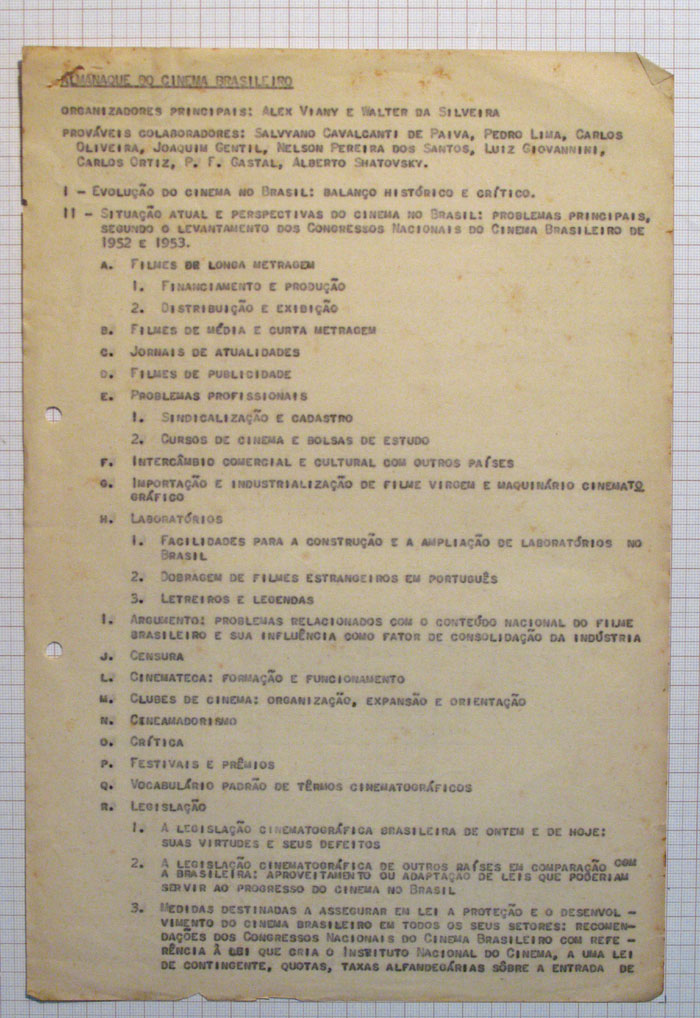 ALMANAQUE DO CINEMA BRASILEIRO
ORGANIZADORES PRINCIPAIS: ALEX VIANY E WALTER DA SILVEIRA
PROVÁVEIS COLABORADORES: SALVYANO CAVALCANTI DE PAIVA, PEDRO LIMA, CARLOS
OLIVEIRA, JOAQUIM GENTIL, NELSON PEREIRA DOS SANTOS, LUIZ GIOVANNINI,
CARLOS ORTIZ, P. F. GASTAL, ALBERTO SHATOVSKY.
I - EVOLUÇÃO DO CINEMA NO BRASIL: BALANÇO HISTÓRICO E CRÍTICO.
II - SITUAÇÃO ATUAL E PERSPECTIVAS DO CINEMA NO BRASIL: PROBLEMAS PRINCIPAIS,
SEGUNDO O LEVANTAMENTO DOS CONGRESSOS NACIONAIS DO CINEMA BRASILEIRO DE
1952 E 1953.
A. FILMES DE LONGA METRAGEM
1. FINANCIAMENTO E PRODUÇÃO
2. DISTRIBUIÇÃO E EXIBIÇÃO
B. FILMES DE MÉDIA E CURTA METRAGEM
C. JORNAIS DE ATUALIDADES
D. FILMES DE PUBLICIDADE
E. PROBLEMAS PROFISSIONAIS
1. SINDICALIZAÇÃO E CADASTRO
2. CURSOS DE CINEMA E BOLSAS DE ESTUDO
F. INTERCÂMBIO COMERCIAL E CULTURAL COM OUTROS PAÍSES
G. IMPORTAÇÃO E INDUSTRIALIZAÇÃO DE FILME VIRGEM E MAQUINÁRIO CINEMATO
GRÁFICO
H. LABORATÓRIOS
1. FACILIDADES PARA A CONSTRUÇÃO E A AMPLIAÇÃO DE LABORATÓRIOS NO
BRASIL
2. DOBRAGEM DE FILMES ESTRANGEIROS EM PORTUGUÊS
3. LETREIROS E LEGENDAS
I. ARGUMENTO: PROBLEMAS RELACIONADOS COM O CONTEÚDO NACIONAL DO FILME
BRASILEIRO E SUA INFLUÊNCIA COMO FATOR DE CONSOLIDAÇÃO DA INDÚSTRIA
J. CENSURA
L. CINEMATECA: FORMAÇÃO E FUNCIONAMENTO
M. CLUBES DE CINEMA: ORGANIZAÇÃO, EXPANSÃO E ORIENTAÇÃO
N. CINEAMADORISMO
O. CRÍTICA
P. FESTIVAIS E PRÊMIOS
Q. VOCABULÁRIO PADRÃO DE TÊRMOS CINEMATOGRÁFICOS
R. LEGISLAÇÃO
1. A LEGISLAÇÃO CINEMATOGRÁFICA BRASILEIRA DE ONTEM E DE HOJE:
SUAS VIRTUDES E SEUS DEFEITOS
2. A LEGISLAÇÃO CINEMATOGRÁFICA DE OUTROS PAÍSES EM COMPARAÇÃO COM
A BRASILEIRA: APROVEITAMENTO OU ADAPTAÇÃO DE LEIS QUE PODERIAM
SERVIR AO PROGRESSO DO CINEMA NO BRASIL
3. MEDIDAS DESTINADAS A ASSEGURAR EM LEI A PROTEÇÃO E O DESENVOL -
VIMENTO DO CINEMA BRASILEIRO EM TODOS OS SEUS SETORES: RECOMEN-
DAÇÕES DOS CONGRESSOS NACIONAIS DO CINEMA BRASILEIRO COM REFE -
RÊNCIA À LEI QUE CRIA O INSTITUTO NACIONAL DO CINEMA, A UMA LEI
DE CONTINGENTE, QUOTAS, TAXAS ALFANDEGÁRIAS SÔBRE A ENTRADA DE